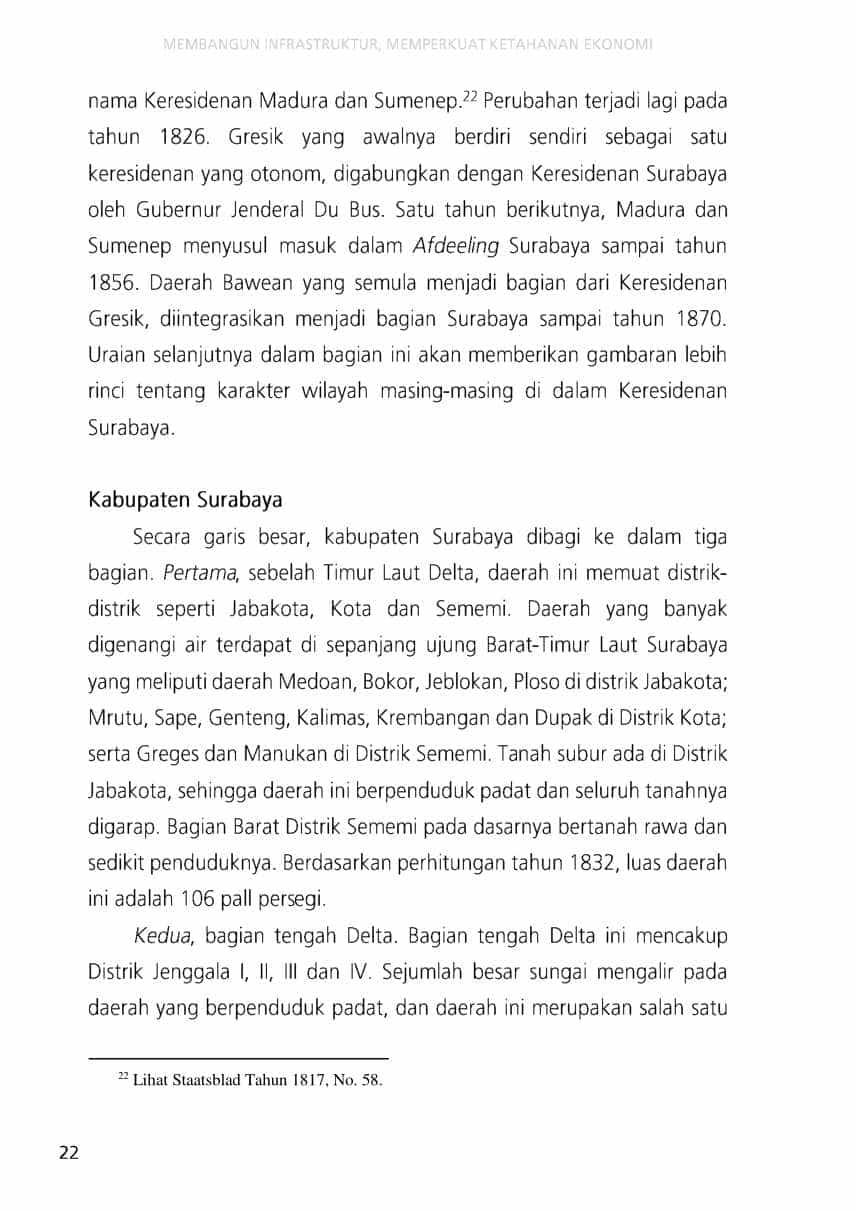 MEMBANGUN INFRASTRUKTUR, MEMPERKUAT KETAHANAN EKONOMI
nama Keresidenan Madura dan Sumenep.22 Perubahan terjadi lagi pada
tahun 1826. Gresik yang awalnya berdiri sendiri sebagai satu
keresidenan yang otonom, digabungkan dengan Keresidenan Surabaya
oleh Gubernur Jenderal Du Bus. Satu tahun berikutnya, Madura dan
Sumenep menyusul masuk dalam Afdeeling Surabaya sampai tahun
1856. Daerah Bawean yang semula menjadi bagian dari Keresidenan
Gresik, diintegrasikan menjadi bagian Surabaya sampai tahun 1870.
Uraian selanjutnya dalam bagian ini akan memberikan gambaran lebih
rinci tentang karakter wilayah masing-masing di dalam Keresidenan
Surabaya.
Kabupaten Surabaya
Secara garis besar, kabupaten Surabaya dibagi ke dalam tiga
bagian. Pertama, sebelah Timur Laut Delta, daerah ini memuat distrik-
distrik seperti Jabakota, Kota dan Sememi. Daerah yang banyak
digenangi air terdapat di sepanjang ujung Barat-Timur Laut Surabaya
yang meliputi daerah Medoan, Bokor, Jeblokan, Ploso di distrik Jabakota;
Mrutu, Sape, Genteng, Kalimas, Krembangan dan Dupak di Distrik Kota;
serta Greges dan Manukan di Distrik Sememi. Tanah subur ada di Distrik
Jabakota, sehingga daerah ini berpenduduk padat dan seluruh tanahnya
digarap. Bagian Barat Distrik Sememi pada dasarnya bertanah rawa dan
sedikit penduduknya. Berdasarkan perhitungan tahun 1832, luas daerah
ini adalah 106 pall persegi.
Kedua, bagian tengah Delta. Bagian tengah Delta ini mencakup
Distrik Jenggala I, II, III dan IV. Sejumlah besar sungai mengalir pada
daerah yang berpenduduk padat, dan daerah ini merupakan salah satu
22 Lihat Staatsblad Tahun 1817, No. 58.
22